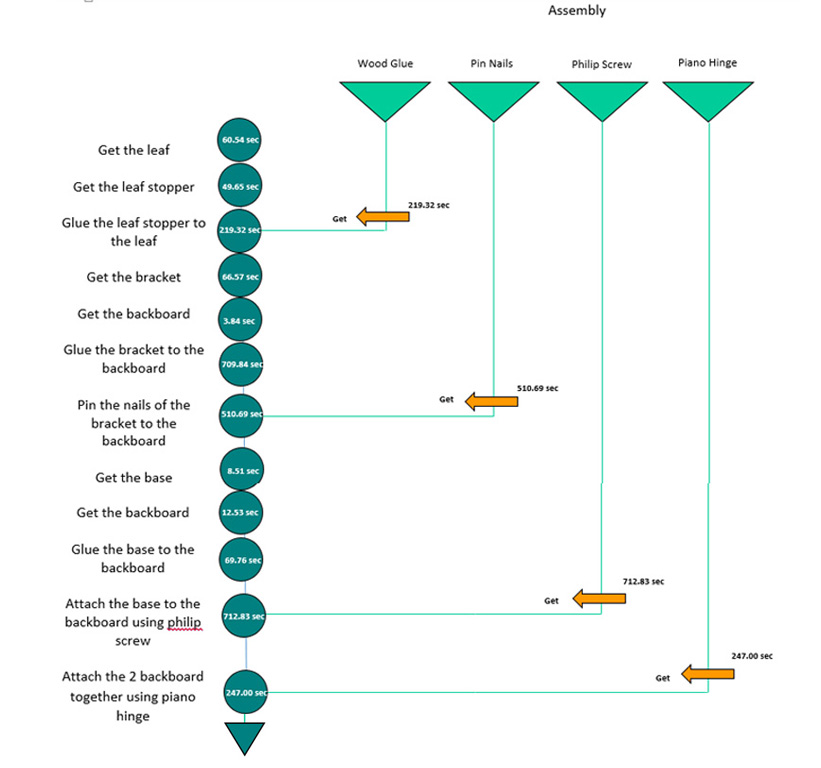 Assembly
Wood Glue
Pin Nails
Philip Screw
Piano Hinge
Get the leaf
60.54 sec
Get the leaf stopper
49.65 sec
219.32 sec
Get
Glue the leaf stopper to
the leaf
219.32 sec
Get the bracket
66.57 sec
Get the backboard
3.84 sec
Glue the bracket to the
backboard
709.84 sec
510.69 sec
Get
Pin the nails of the
bracket to the
backboard
510.69 sec
Get the base
8.51 sec
Get the backboard
12.53 sec
Glue the base to the
backboard
69.76 sec
712.83 sec
Get
Attach the base to the
backboard using philip
screw
712.83 sec
247.00 sec
Get
Attach the 2 backboard
together using piano
hinge
247.00 sec